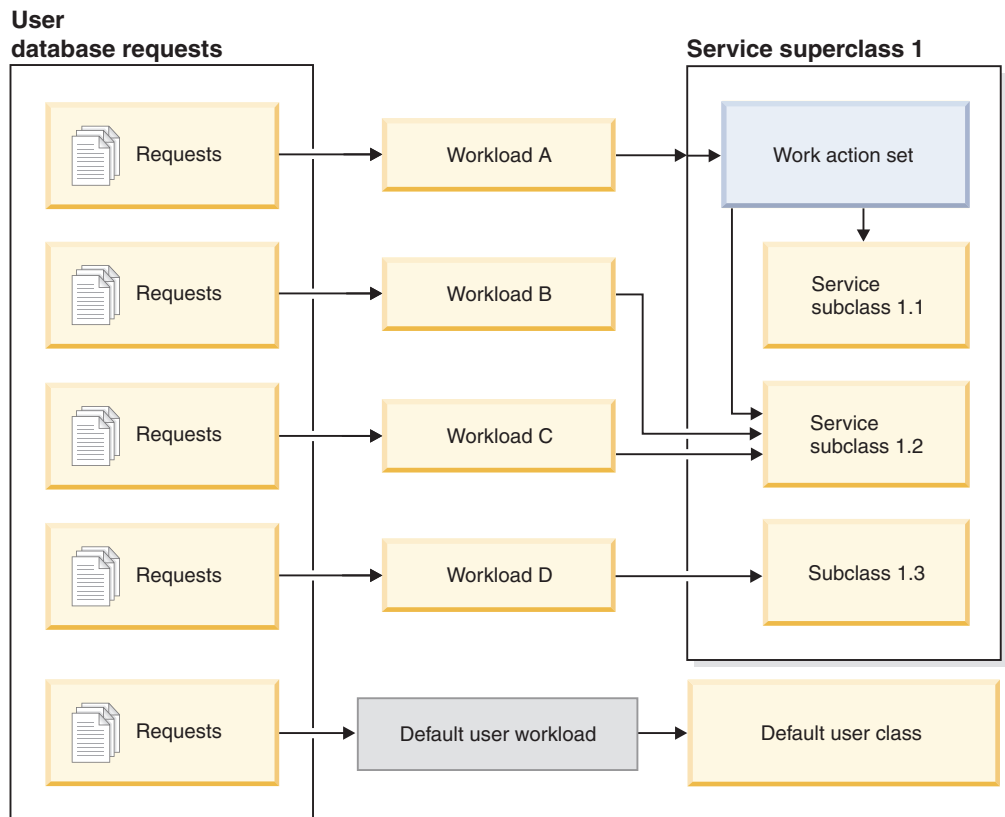 User
database requests
Service superclass 1
Requests
Workload A
Work action set
Requests
Workload B
Service
subclass 1.1
Requests
Workload C
Service
subclass 1.2
Requests
Workload D
Subclass 1.3
Requests
Default user workload
Default user class